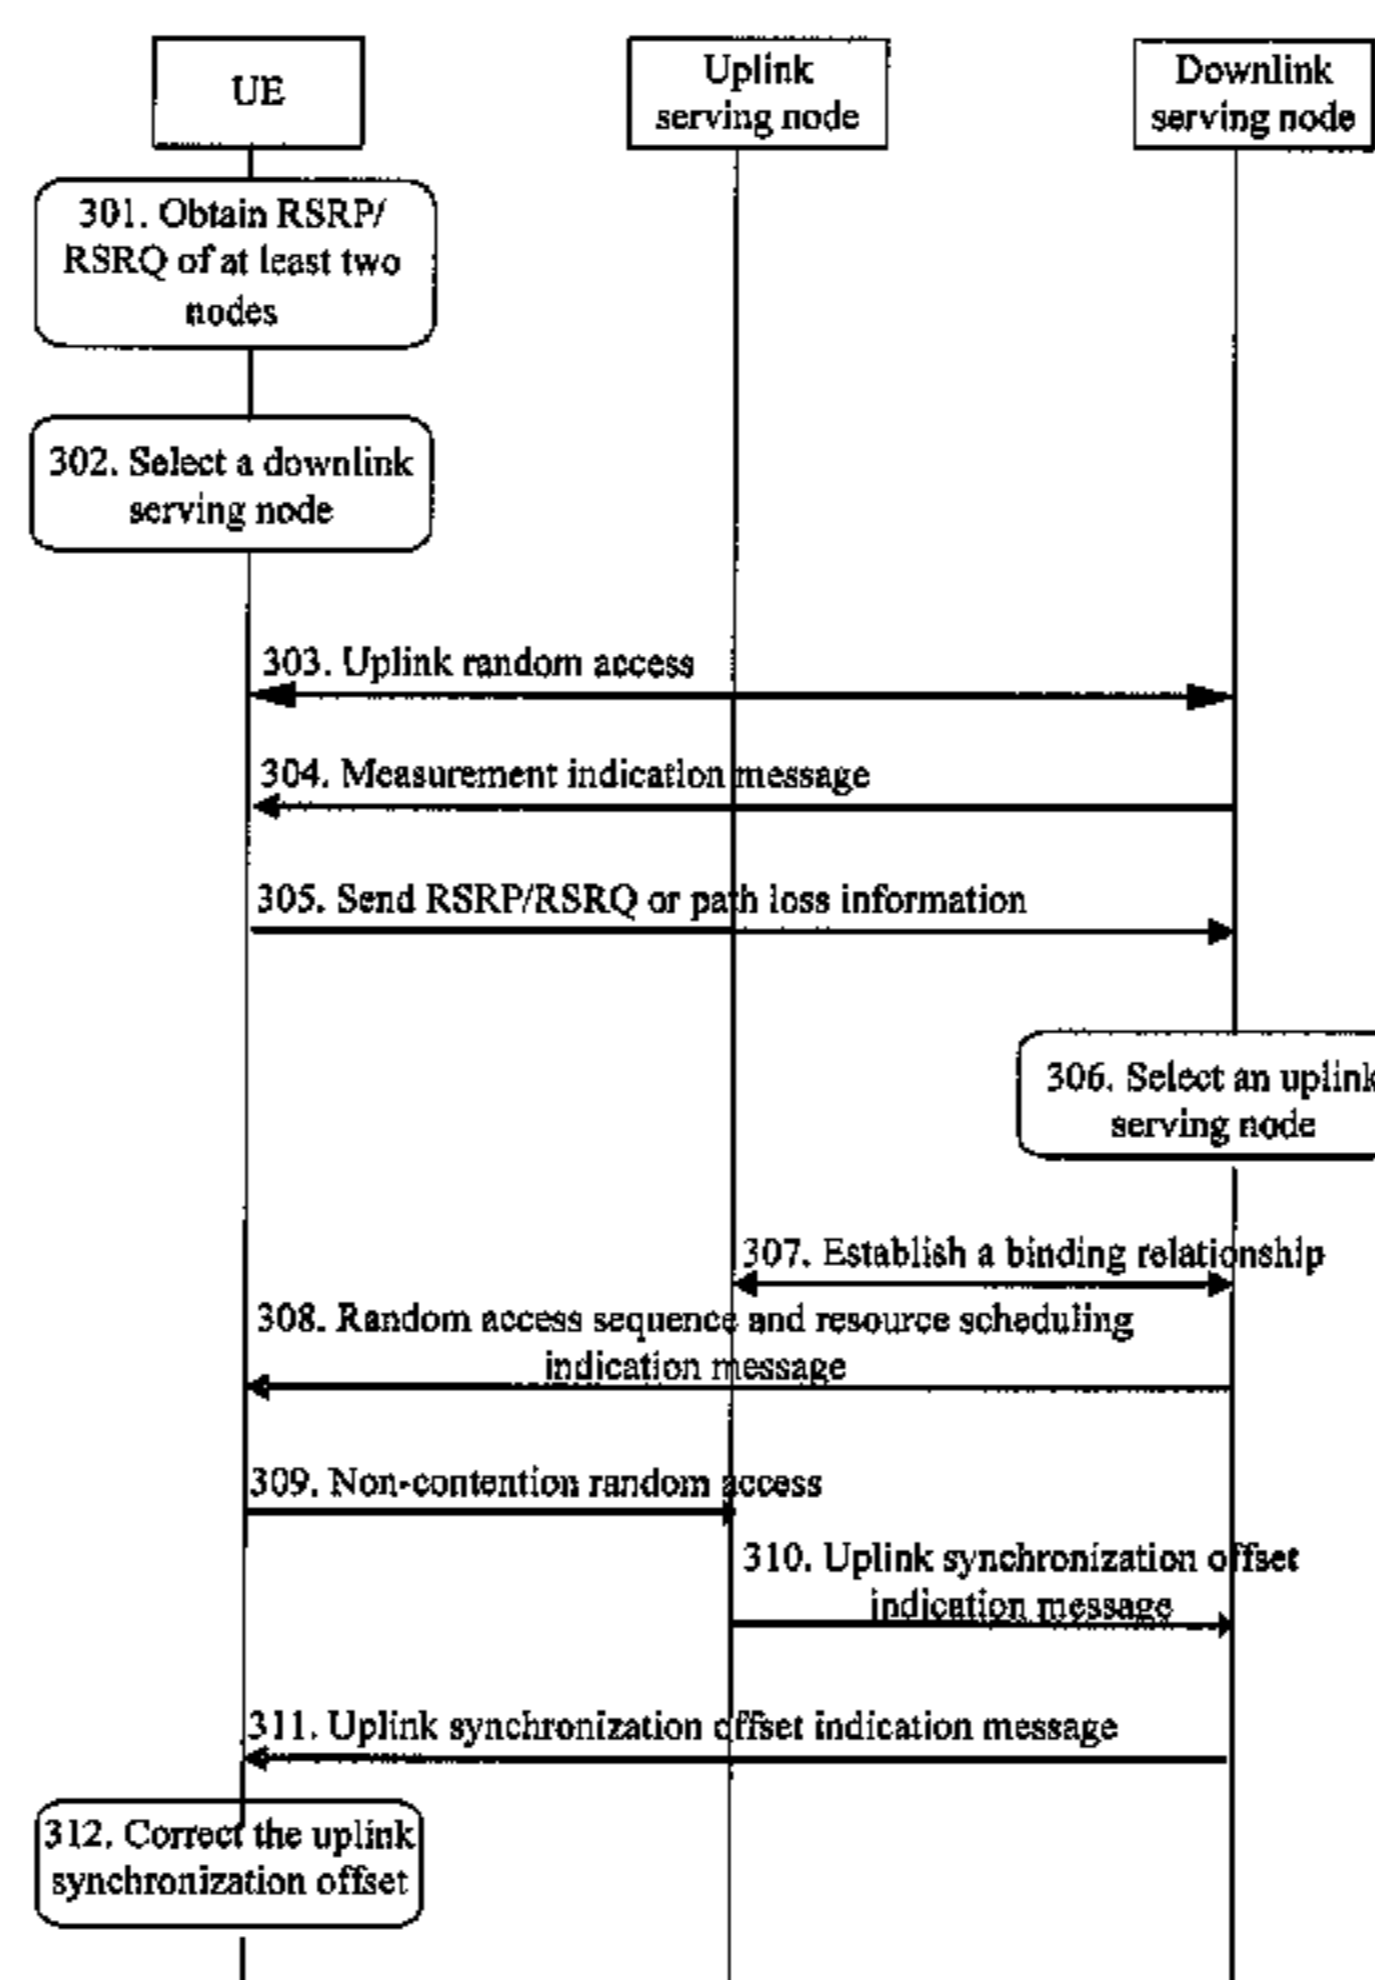 UE
Uplink
serving node
Downlink
serving node
301. Obtain RSRP/
RSRQ of at least two
nodes
302. Select a downlink
serving node
303. Uplink random access
304. Measurement indication message
305. Send RSRP/RSRQ or path loss information
306. Select an uplink
serving node
307. Establish a binding relationship
308. Random access sequence and resource scheduling
indication message
309. Non-contention random access
310. Uplink synchronization offset
indication message
311. Uplink synchronization offset indication message
312. Correct the uplink
synchronization offset